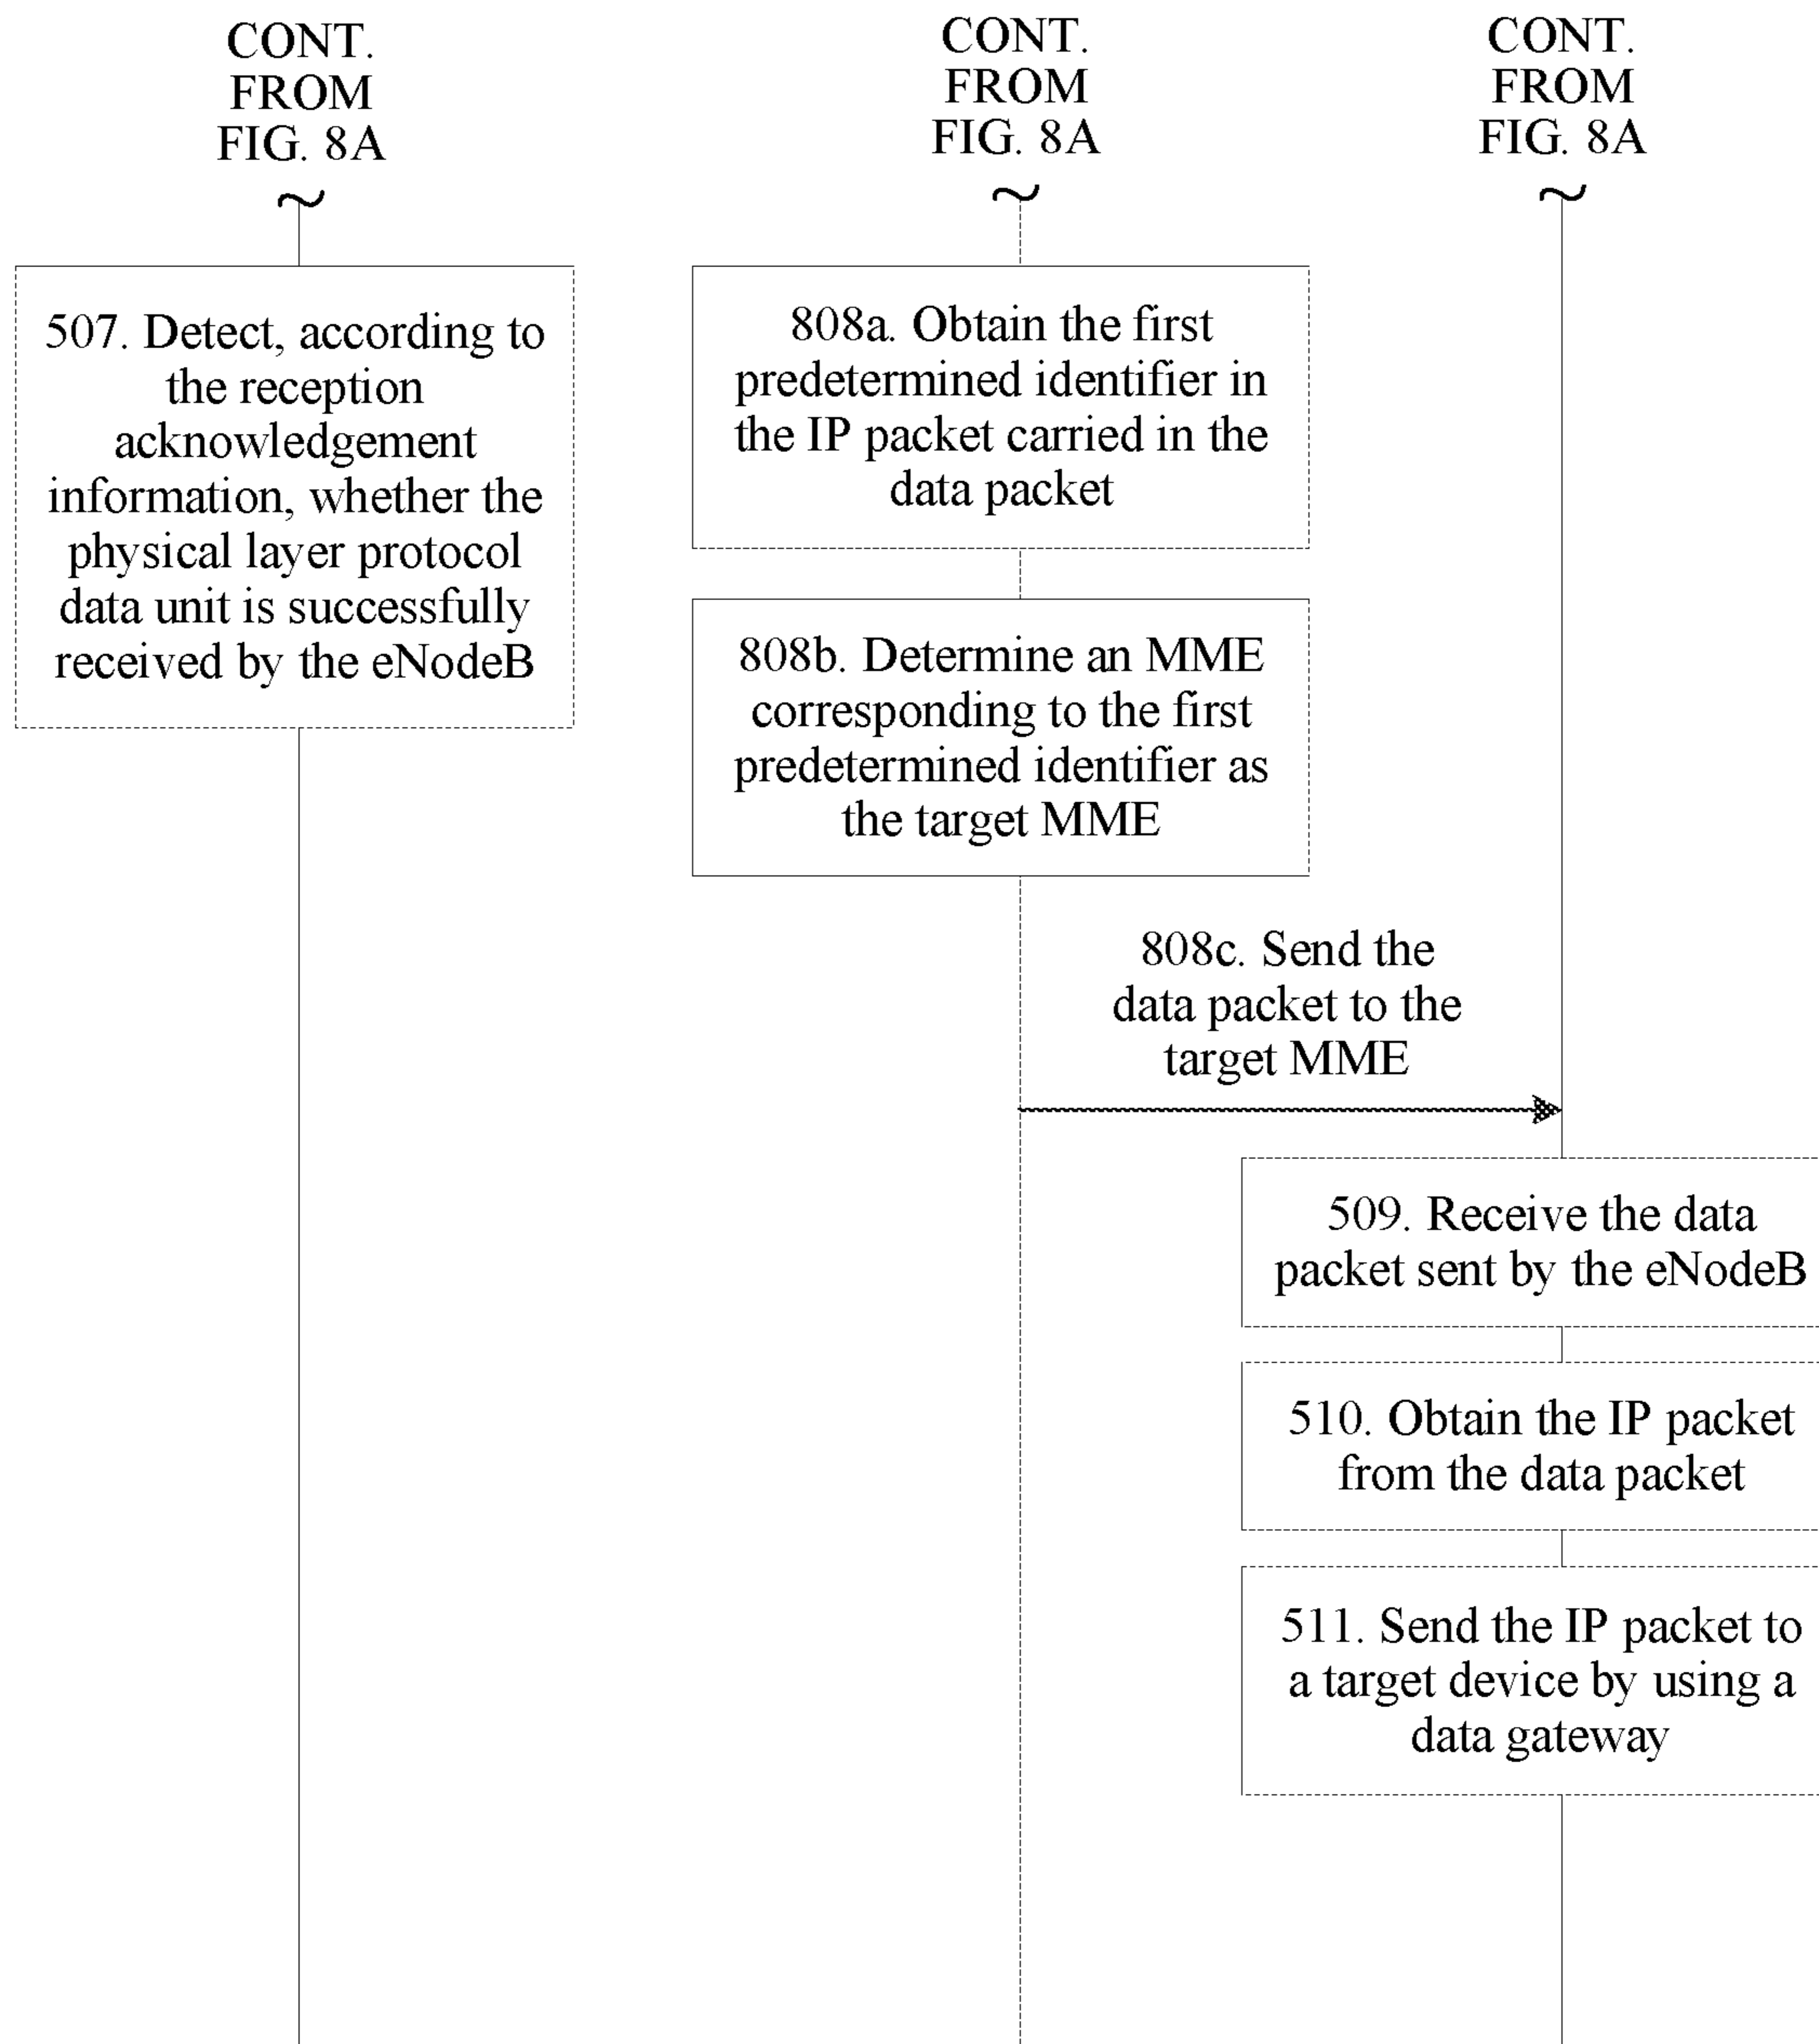 CONT.
FROM
FIG. 8A
CONT.
FROM
FIG. 8A
CONT.
FROM
FIG. 8A
507. Detect, according to
the reception
acknowledgement
information, whether the
physical layer protocol
data unit is successfully
received by the eNodeB
808a. Obtain the first
predetermined identifier in
the IP packet carried in the
data packet
808b. Determine an MME
corresponding to the first
predetermined identifier as
the target MME
808c. Send the
data packet to the
target MME
509. Receive the data
packet sent by the eNodeB
510. Obtain the IP packet
from the data packet
511. Send the IP packet to
a target device by using a
data gateway